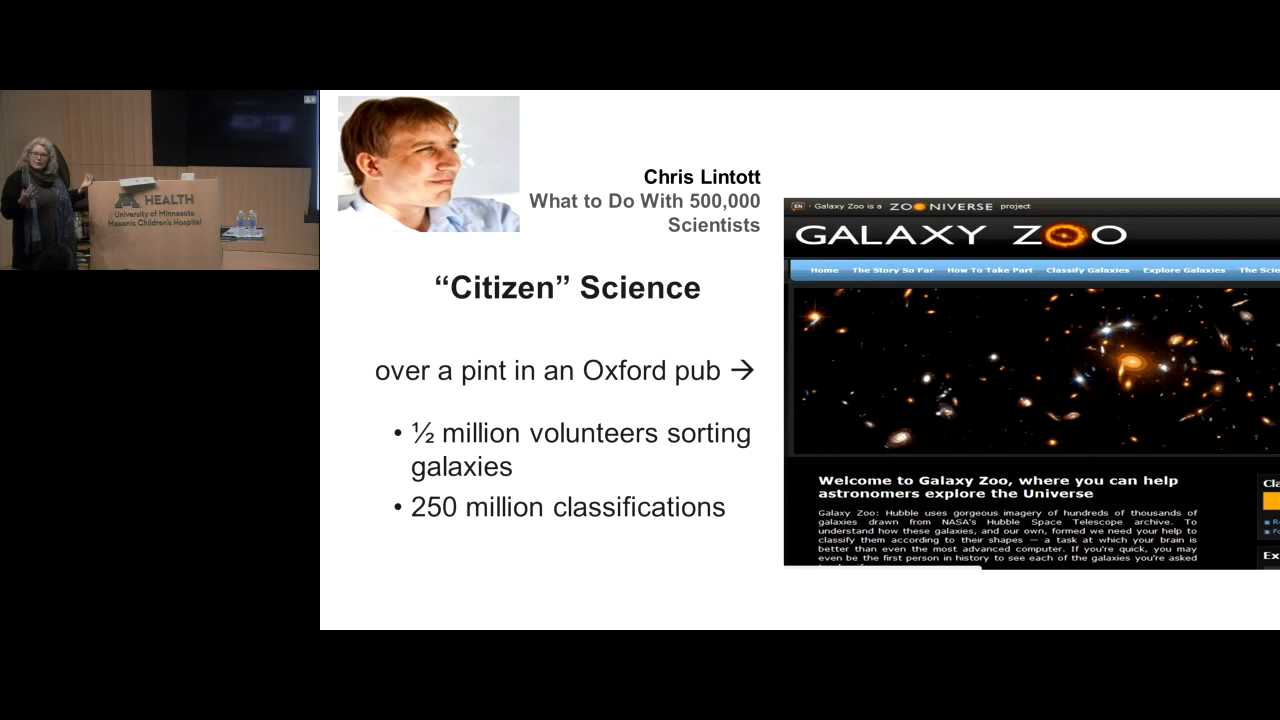 HEALTH
University of Minnesota
Masonic Children's Hospital
Chris Lintott
What to Do With 500,000
Scientists
“Citizen” Science
over a pint in an Oxford pub →
• ½ million volunteers sorting
galaxies
• 250 million classifications
EN · Galaxy Zoo is a ZOONIVERSE project
GALAXY ZOO
Home The Story So Far How To Take Part Classify Galaxies Explore Galaxies The Scie
Welcome to Galaxy Zoo, where you can help
astronomers explore the Universe
Galaxy Zoo: Hubble uses gorgeous imagery of hundreds of thousands of
galaxies drawn from NASA's Hubble Space Telescope archive. To
understand how these galaxies, and our own, formed we need your help to
classify them according to their shapes — a task at which your brain is
better than even the most advanced computer. If you're quick, you may
even be the first person in history to see each of the galaxies you're asked
Cla
Ex